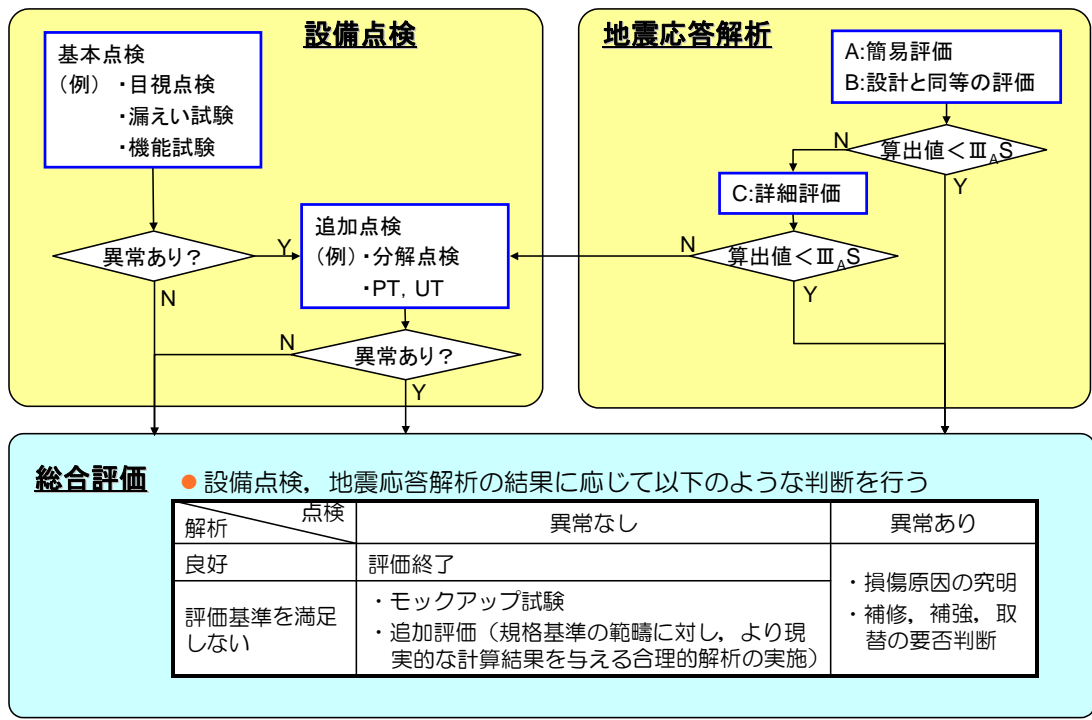 設備点検
基本点検
(例) ・目視点検
・漏えい試験
・機能試験
異常あり?
Y
N
追加点検
(例)・分解点検
・PT, UT
異常あり?
N
Y
地震応答解析
A:簡易評価
B:設計と同等の評価
算出値<ⅢAS
N
Y
C:詳細評価
算出値<ⅢAS
N
Y
総合評価
●設備点検，地震応答解析の結果に応じて以下のような判断を行う
点検
解析
異常なし
異常あり
良好
評価終了
評価基準を満足
しない
・モックアップ試験
・追加評価（規格基準の範疇に対し，より現
実的な計算結果を与える合理的解析の実施）
・損傷原因の究明
・補修，補強，取
替の要否判断